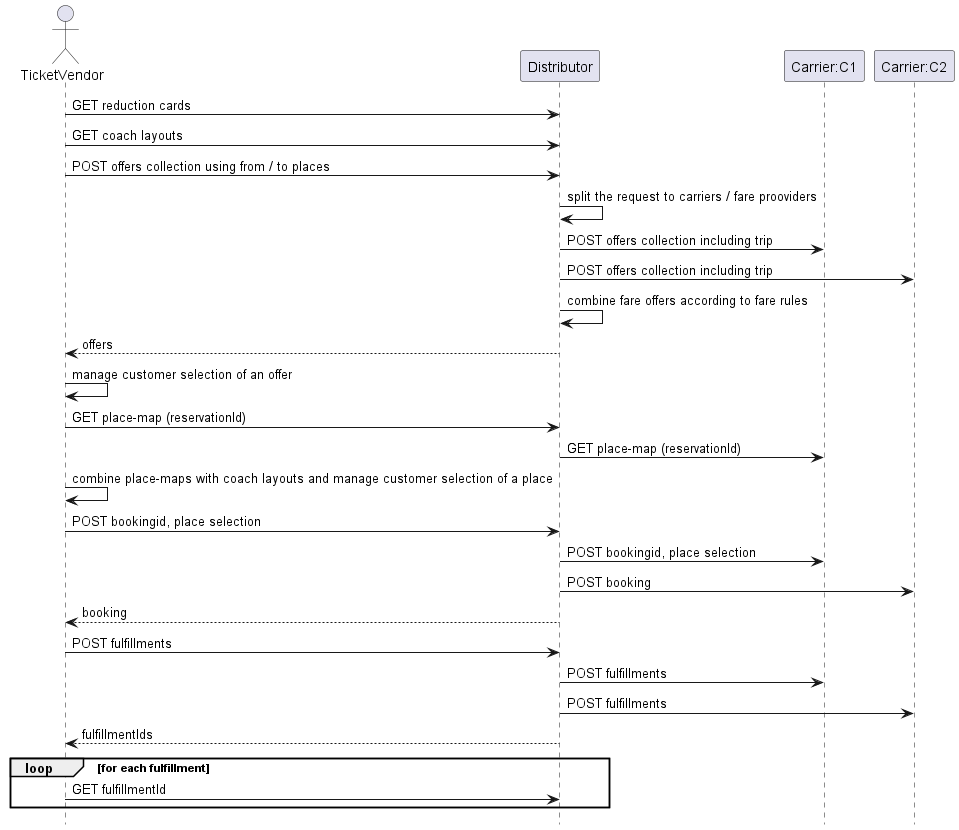 TicketVendor
Distributor
Carrier:C1
Carrier:C2
GET reduction cards
GET coach layouts
POST offers collection using from / to places
split the request to carriers / fare prooviders
POST offers collection including trip
POST offers collection including trip
combine fare offers according to fare rules
offers
manage customer selection of an offer
GET place-map (reservationId)
GET place-map (reservationId)
combine place-maps with coach layouts and manage customer selection of a place
POST bookingid, place selection
POST bookingid, place selection
POST booking
booking
POST fulfillments
POST fulfillments
POST fulfillments
fulfillmentIds
loop [for each fulfillment]
GET fulfillmentId